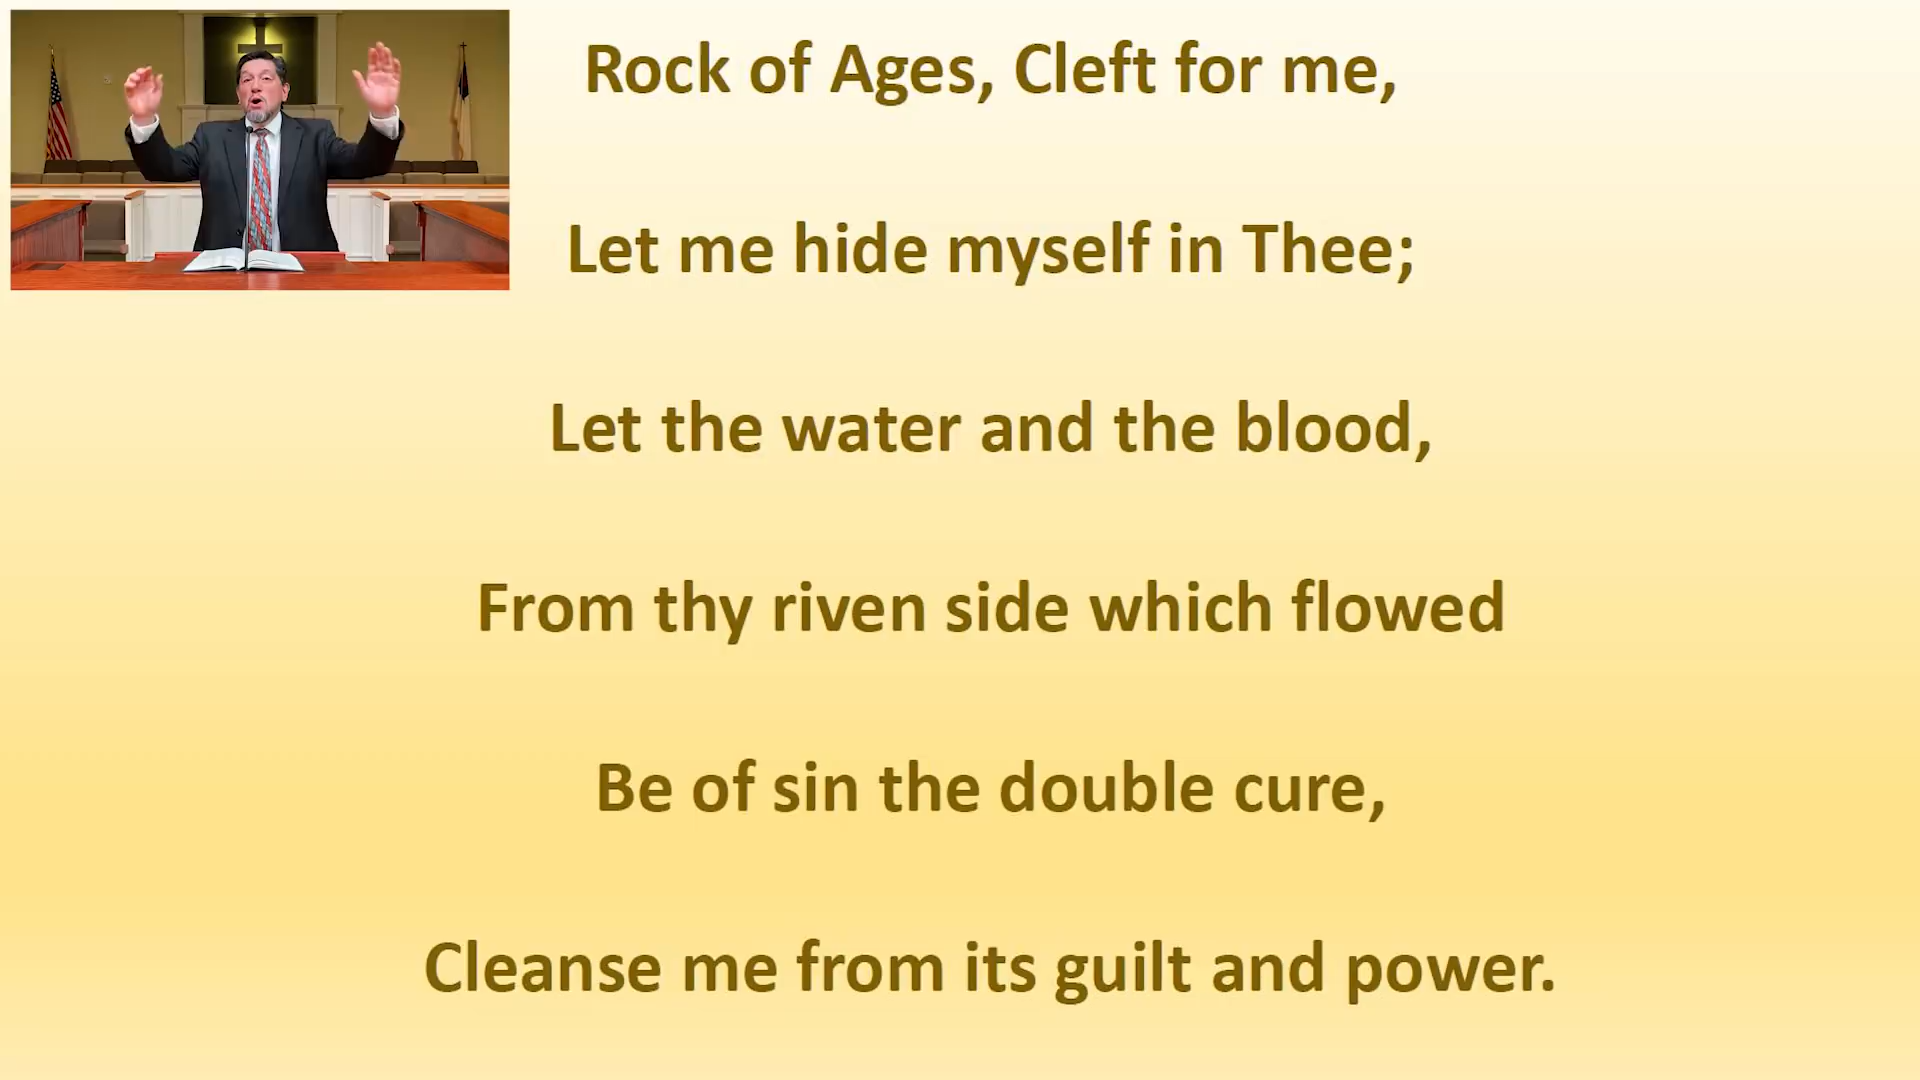 Rock of Ages, Cleft for me,
Let me hide myself in Thee;
Let the water and the blood,
From thy riven side which flowed
Be of sin the double cure,
Cleanse me from its guilt and power.